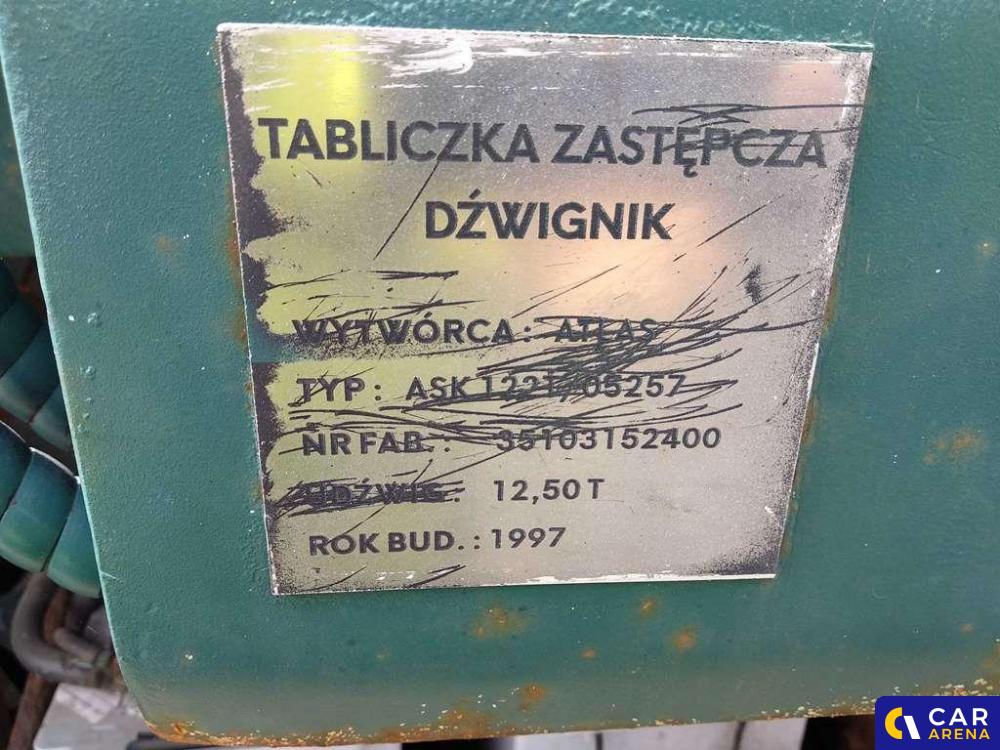 TABLICZKA ZASTĘPCZA
DŹWIGNIK
WYTWÓRCA: ATLAS
TYP: ASK 1221/05257
NR FAB.: 35103152400
UDŹWIG: 12,50 T
ROK BUD.: 1997
CAR
ARENA